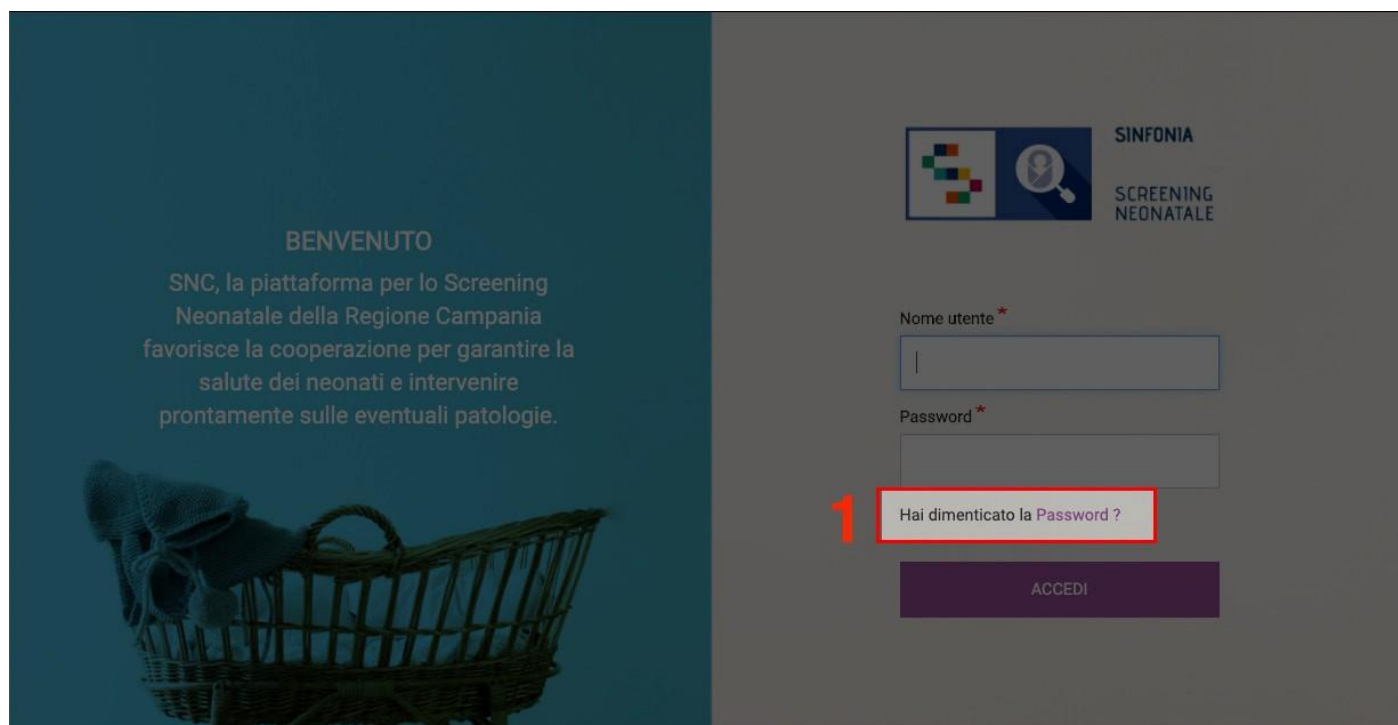 BENVENUTO
SNC, la piattaforma per lo Screening
Neonatale della Regione Campania
favorisce la cooperazione per garantire la
salute dei neonati e intervenire
prontamente sulle eventuali patologie.
SINFONIA
SCREENING
NEONATALE
Nome utente *
Password *
1
Hai dimenticato la Password ?
ACCEDI